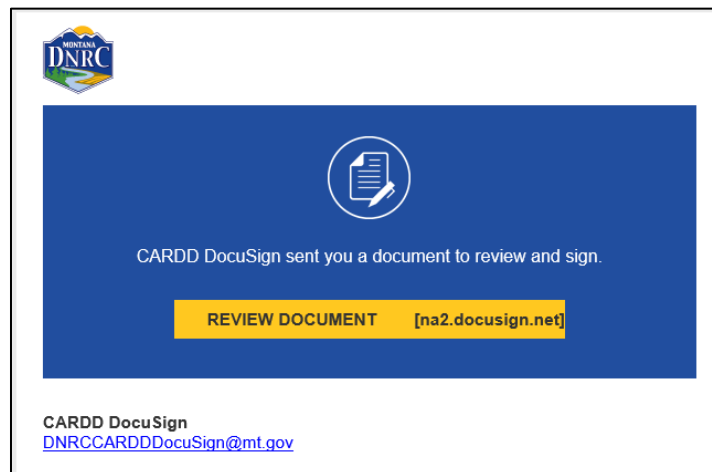 MONTANA
DNRC
CARDD DocuSign sent you a document to review and sign.
REVIEW DOCUMENT [na2.docusign.net]
CARDD DocuSign
DNRCCARDDDocuSign@mt.gov